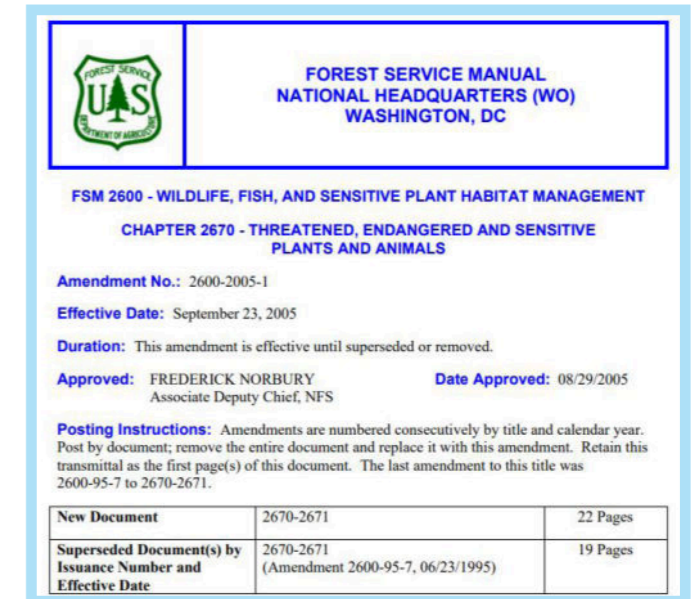 FOREST SERVICE
UAS
DEPARTMENT OF AGRICULTURE
FOREST SERVICE MANUAL
NATIONAL HEADQUARTERS (WO)
WASHINGTON, DC
FSM 2600 - WILDLIFE, FISH, AND SENSITIVE PLANT HABITAT MANAGEMENT
CHAPTER 2670 - THREATENED, ENDANGERED AND SENSITIVE
PLANTS AND ANIMALS
Amendment No.: 2600-2005-1
Effective Date: September 23, 2005
Duration: This amendment is effective until superseded or removed.
Approved: FREDERICK NORBURY Date Approved: 08/29/2005
Associate Deputy Chief, NFS
Posting Instructions: Amendments are numbered consecutively by title and calendar year.
Post by document; remove the entire document and replace it with this amendment. Retain this
transmittal as the first page(s) of this document. The last amendment to this title was
2600-95-7 to 2670-2671.
New Document 2670-2671 22 Pages
Superseded Document(s) by 2670-2671 19 Pages
Issuance Number and (Amendment 2600-95-7, 06/23/1995)
Effective Date